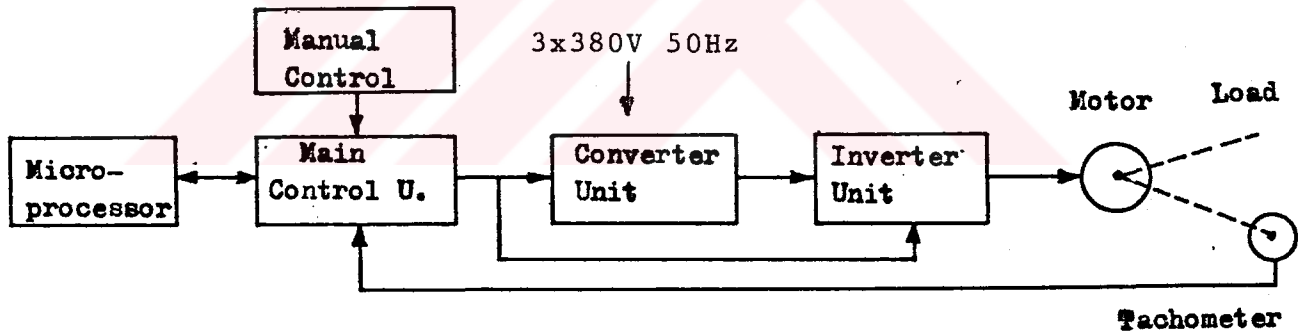 Manual
Control
3x380V 50Hz
Motor
Load
Micro-
processor
Main
Control U.
Converter
Unit
Inverter
Unit
Tachometer